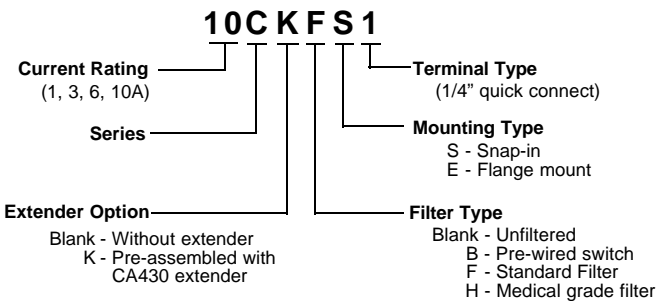 10CKFS1
Current Rating
(1, 3, 6, 10A)
Terminal Type
(1/4" quick connect)
Series
Mounting Type
S - Snap-in
E - Flange mount
Extender Option
Blank - Without extender
K - Pre-assembled with
CA430 extender
Filter Type
Blank - Unfiltered
B - Pre-wired switch
F - Standard Filter
H - Medical grade filter